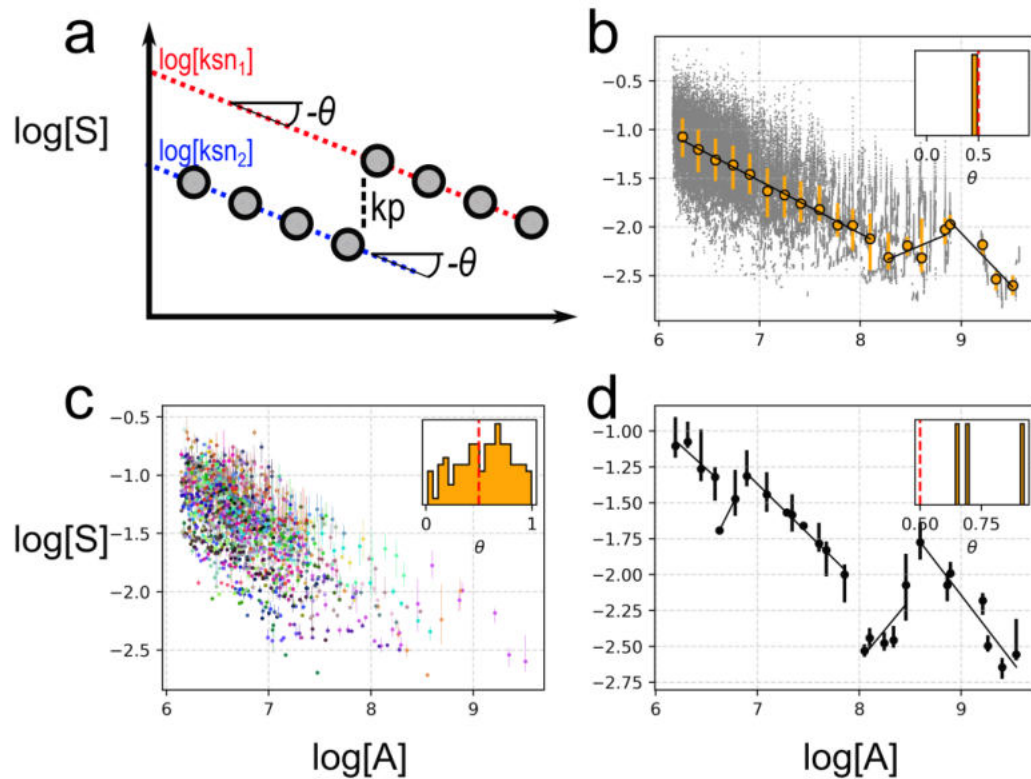 a
log[S]
log[ksn₁]
-θ
log[ksn₂]
kp
-θ
b
-0.5
-1.0
-1.5
-2.0
-2.5
6 7 8 9
0.0 0.5
θ
c
log[S]
-0.5
-1.0
-1.5
-2.0
-2.5
6 7 8 9
log[A]
0 1
θ
d
-1.00
-1.25
-1.50
-1.75
-2.00
-2.25
-2.50
-2.75
6 7 8 9
log[A]
0.50 0.75
θ